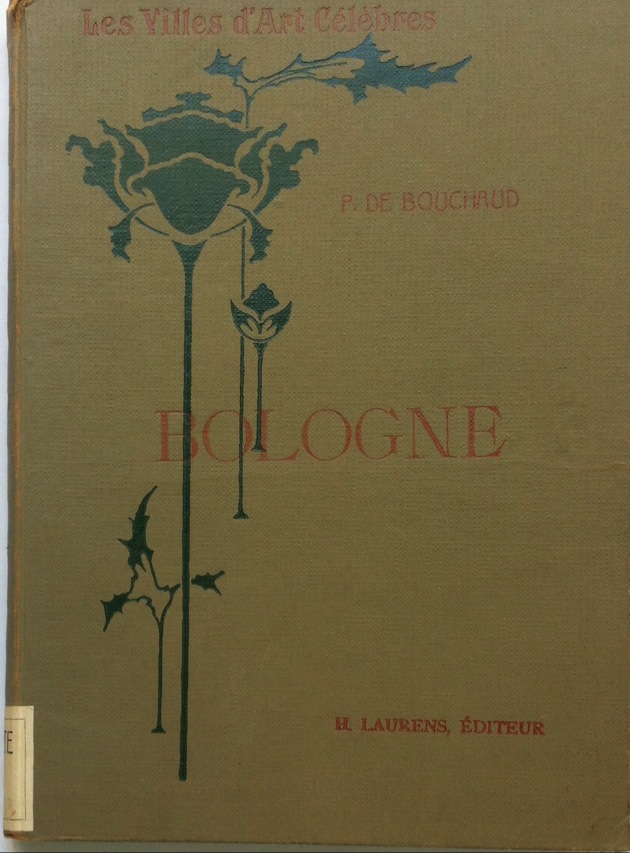 Les Villes d'Art Célèbres
P. DE BOUCHAUD
BOLOGNE
H. LAURENS, ÉDITEUR